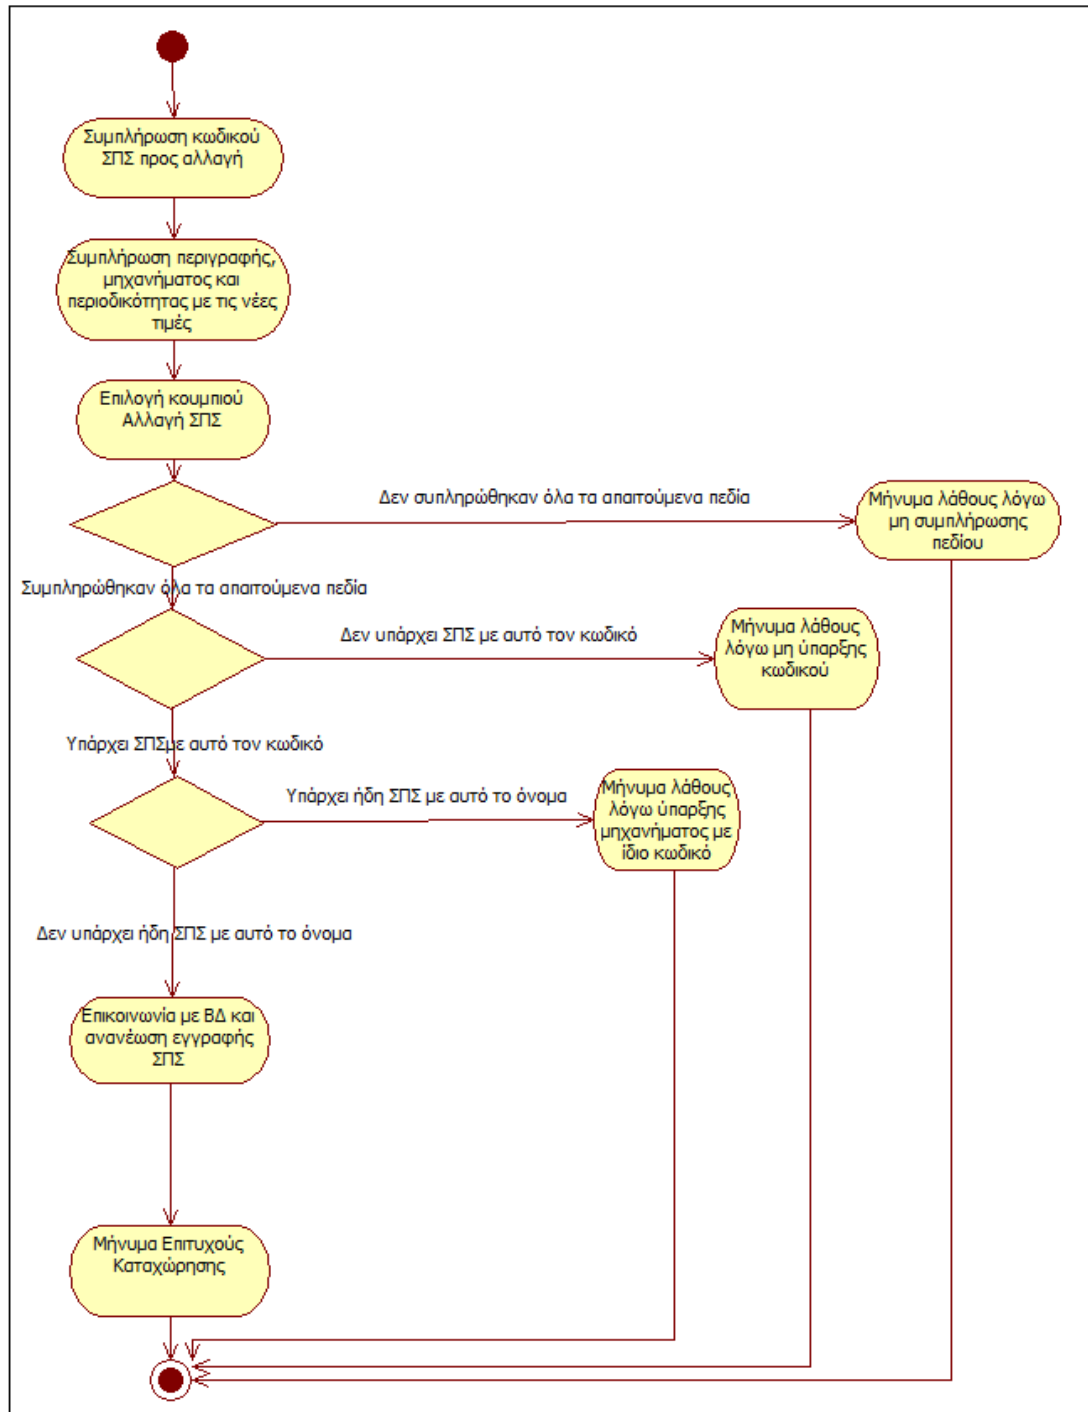 Συμπλήρωση κωδικού
ΣΠΣ προς αλλαγή
Συμπλήρωση περιγραφής,
μηχανήματος και
περιοδικότητας με τις νέες
τιμές
Επιλογή κουμπιού
Αλλαγή ΣΠΣ
Δεν συπληρώθηκαν όλα τα απαιτούμενα πεδία
Μήνυμα λάθους λόγω
μη συμπλήρωσης
πεδίου
Συμπληρώθηκαν όλα τα απαιτούμενα πεδία
Δεν υπάρχει ΣΠΣ με αυτό τον κωδικό
Μήνυμα λάθους
λόγω μη ύπαρξης
κωδικού
Υπάρχει ΣΠΣμε αυτό τον κωδικό
Υπάρχει ήδη ΣΠΣ με αυτό το όνομα
Μήνυμα λάθους
λόγω ύπαρξης
μηχανήματος με
ίδιο κωδικό
Δεν υπάρχει ήδη ΣΠΣ με αυτό το όνομα
Επικοινωνία με ΒΔ και
ανανέωση εγγραφής
ΣΠΣ
Μήνυμα Επιτυχούς
Καταχώρησης